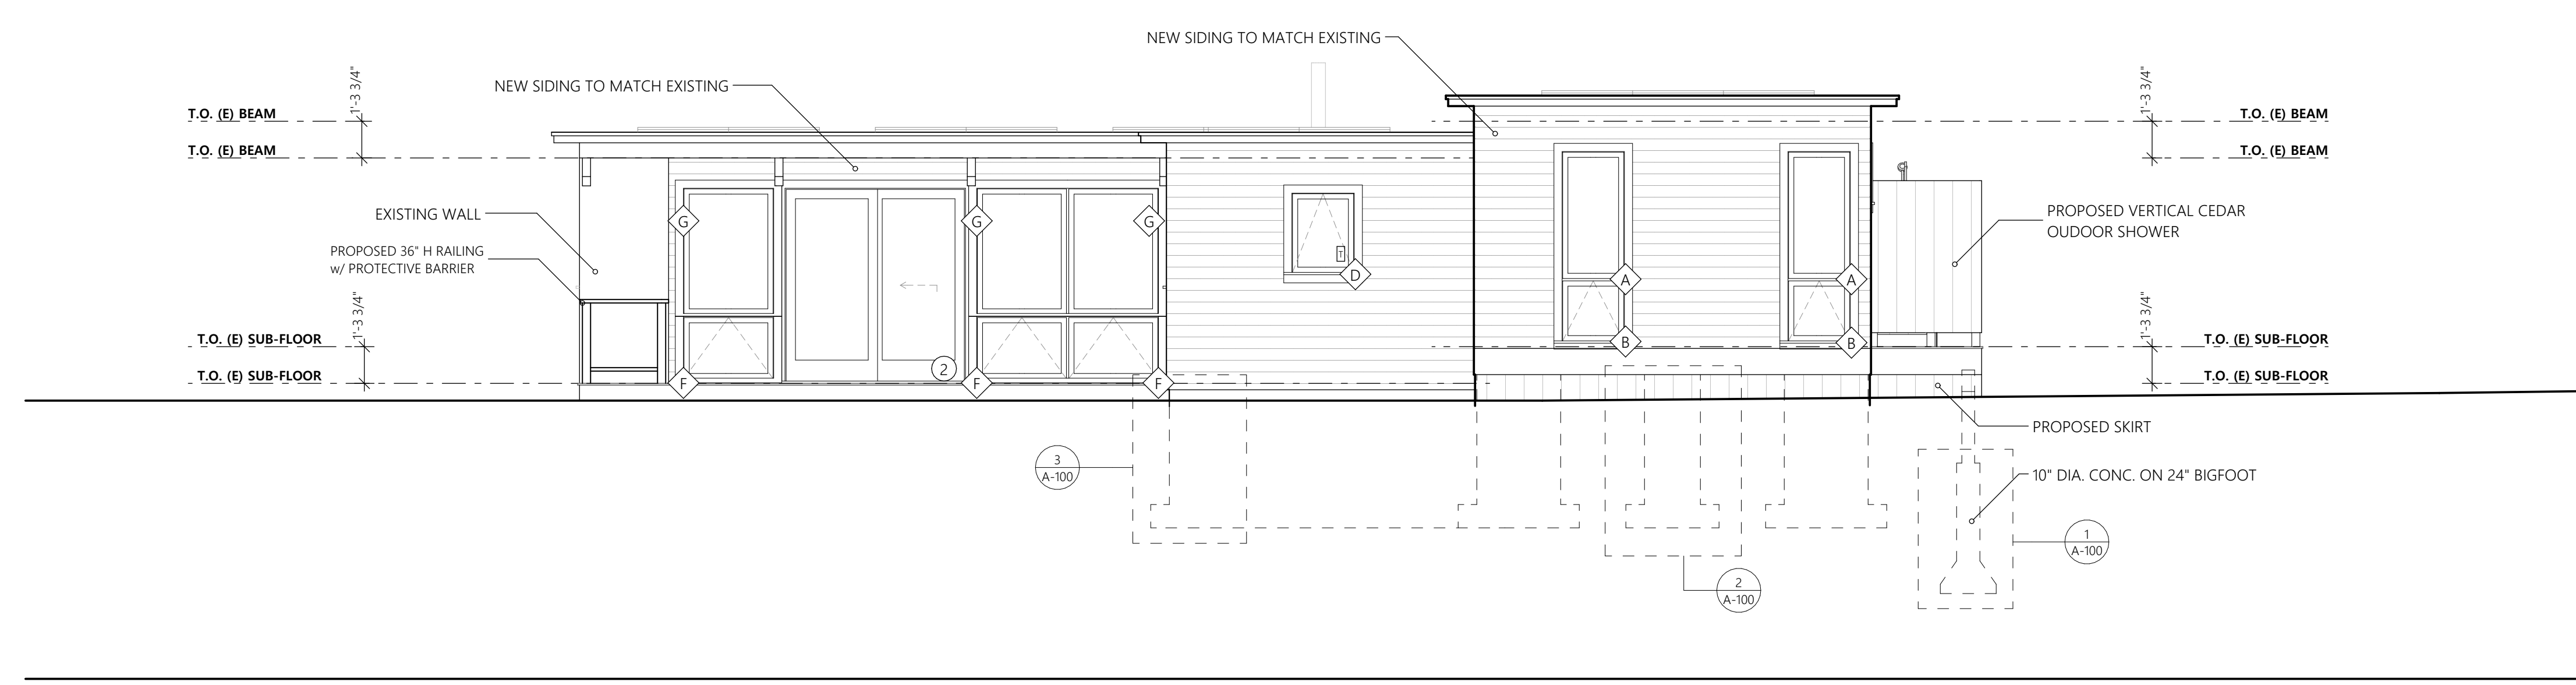 NEW SIDING TO MATCH EXISTING
NEW SIDING TO MATCH EXISTING
1'-3 3/4"
1'-3 3/4"
T.O. (E) BEAM
T.O. (E) BEAM
T.O. (E) BEAM
T.O. (E) BEAM
EXISTING WALL
PROPOSED 36" H RAILING
w/ PROTECTIVE BARRIER
G
G
G
T
D
A
A
PROPOSED VERTICAL CEDAR
OUDOOR SHOWER
1'-3 3/4"
1'-3 3/4"
T.O. (E) SUB-FLOOR
T.O. (E) SUB-FLOOR
B
B
T.O. (E) SUB-FLOOR
T.O. (E) SUB-FLOOR
2
F
F
F
PROPOSED SKIRT
3
A-100
10" DIA. CONC. ON 24" BIGFOOT
1
A-100
2
A-100